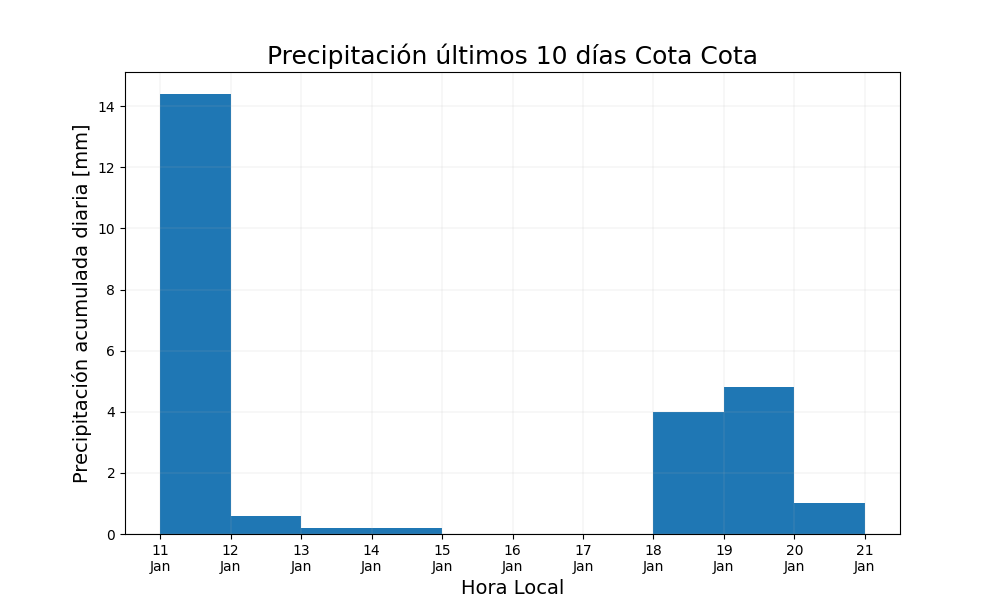 Precipitación últimos 10 días Cota Cota
Precipitación acumulada diaria [mm]
14
12
10
8
6
4
2
0
11 12 13 14 15 16 17 18 19 20 21
Jan Jan Jan Jan Jan Jan Jan Jan Jan Jan Jan
Hora Local